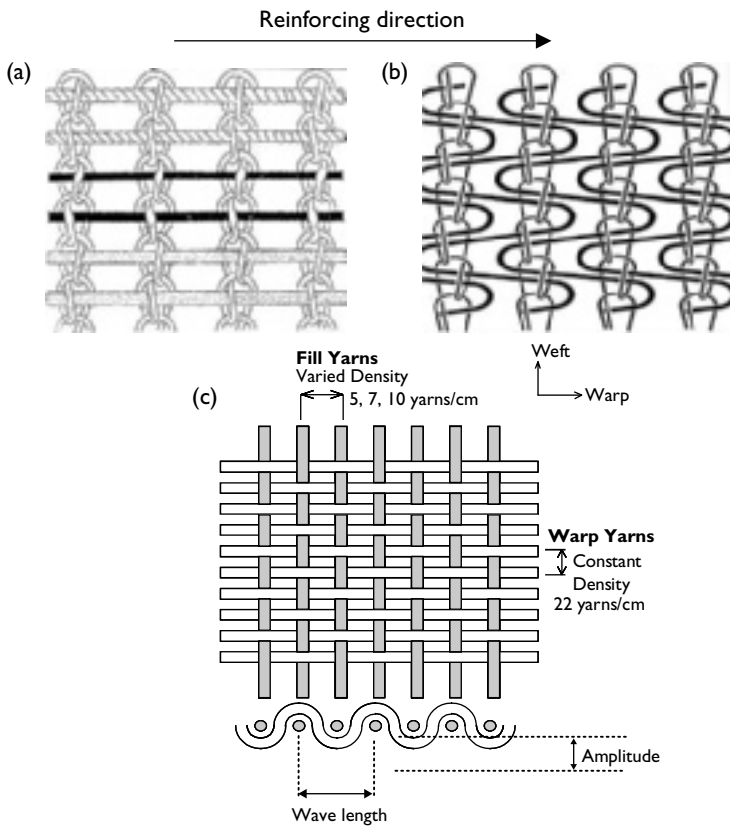 Reinforcing direction
(a)
(b)
Weft
Warp
(c)
Fill Yarns
Varied Density
5, 7, 10 yarns/cm
Warp Yarns
Constant
Density
22 yarns/cm
Amplitude
Wave length